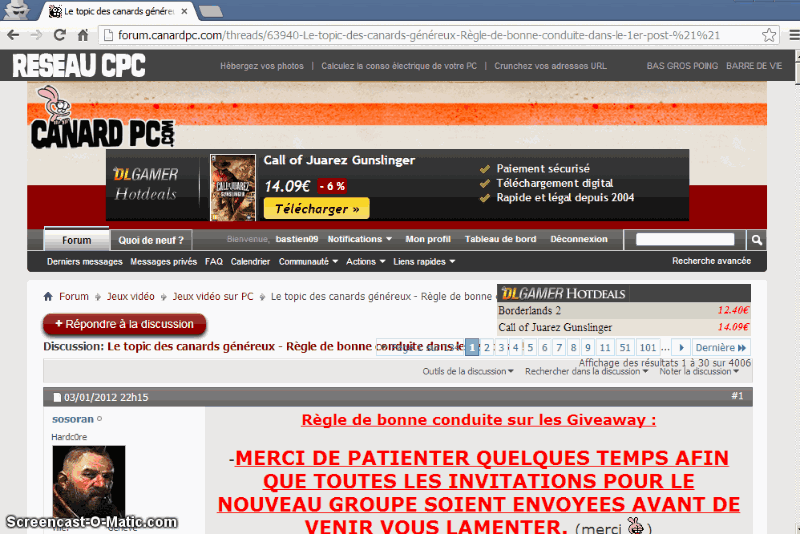 Le topic des canards génére
forum.canardpc.com/threads/63940-Le-topic-des-canards-généreux-Règle-de-bonne-conduite-dans-le-1er-post-%21%21
RESEAU CPC Hébergez vos photos | Calculez la conso électrique de votre PC | Crunchez vos adresses URL BAS GROS POING BARRE DE VIE
CANARD PC.COM
DLGAMER
Hotdeals
CALL OF JUAREZ
GUNSLINGER
Call of Juarez Gunslinger
14.09€ - 6 %
Télécharger »
Paiement sécurisé
Téléchargement digital
Rapide et légal depuis 2004
Forum Quoi de neuf ? Bienvenue, bastien09 Notifications Mon profil Tableau de bord Déconnexion
Derniers messages Messages privés FAQ Calendrier Communauté Actions Liens rapides Recherche avancée
Forum Jeux vidéo Jeux vidéo sur PC Le topic des canards généreux - Règle de bonne
DLGAMER HOTDEALS
Borderlands 2 12.40€
Call of Juarez Gunslinger 14.09€
+ Répondre à la discussion
Discussion: Le topic des canards généreux - Règle de bonne conduite dans le
1 2 3 4 5 6 7 8 9 11 51 101 ... Dernière
Affichage des résultats 1 à 30 sur 4006
Outils de la discussion Rechercher dans la discussion Noter la discussion
03/01/2012 22h15 #1
sosoran
Hardc0re
Règle de bonne conduite sur les Giveaway :
-MERCI DE PATIENTER QUELQUES TEMPS AFIN
QUE TOUTES LES INVITATIONS POUR LE
NOUVEAU GROUPE SOIENT ENVOYEES AVANT DE
VENIR VOUS LAMENTER. (merci )
Screencast-O-Matic.com